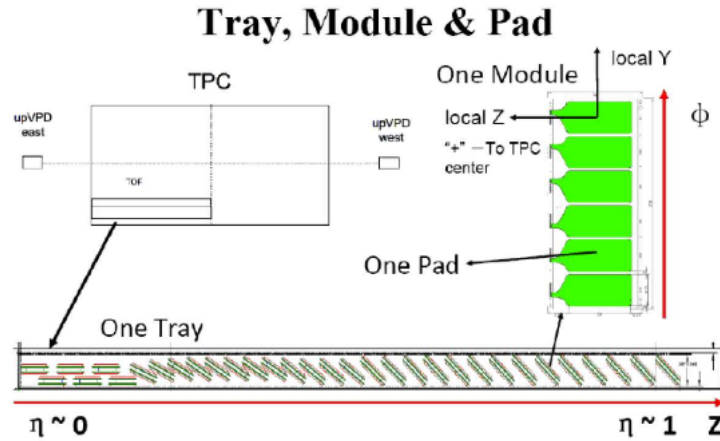 Tray, Module & Pad
local Y
One Module
TPC
upVPD
east
upVPD
west
local Z
Φ
"+" – To TPC
center
TOF
One Pad
One Tray
η ~ 0
η ~ 1
Z